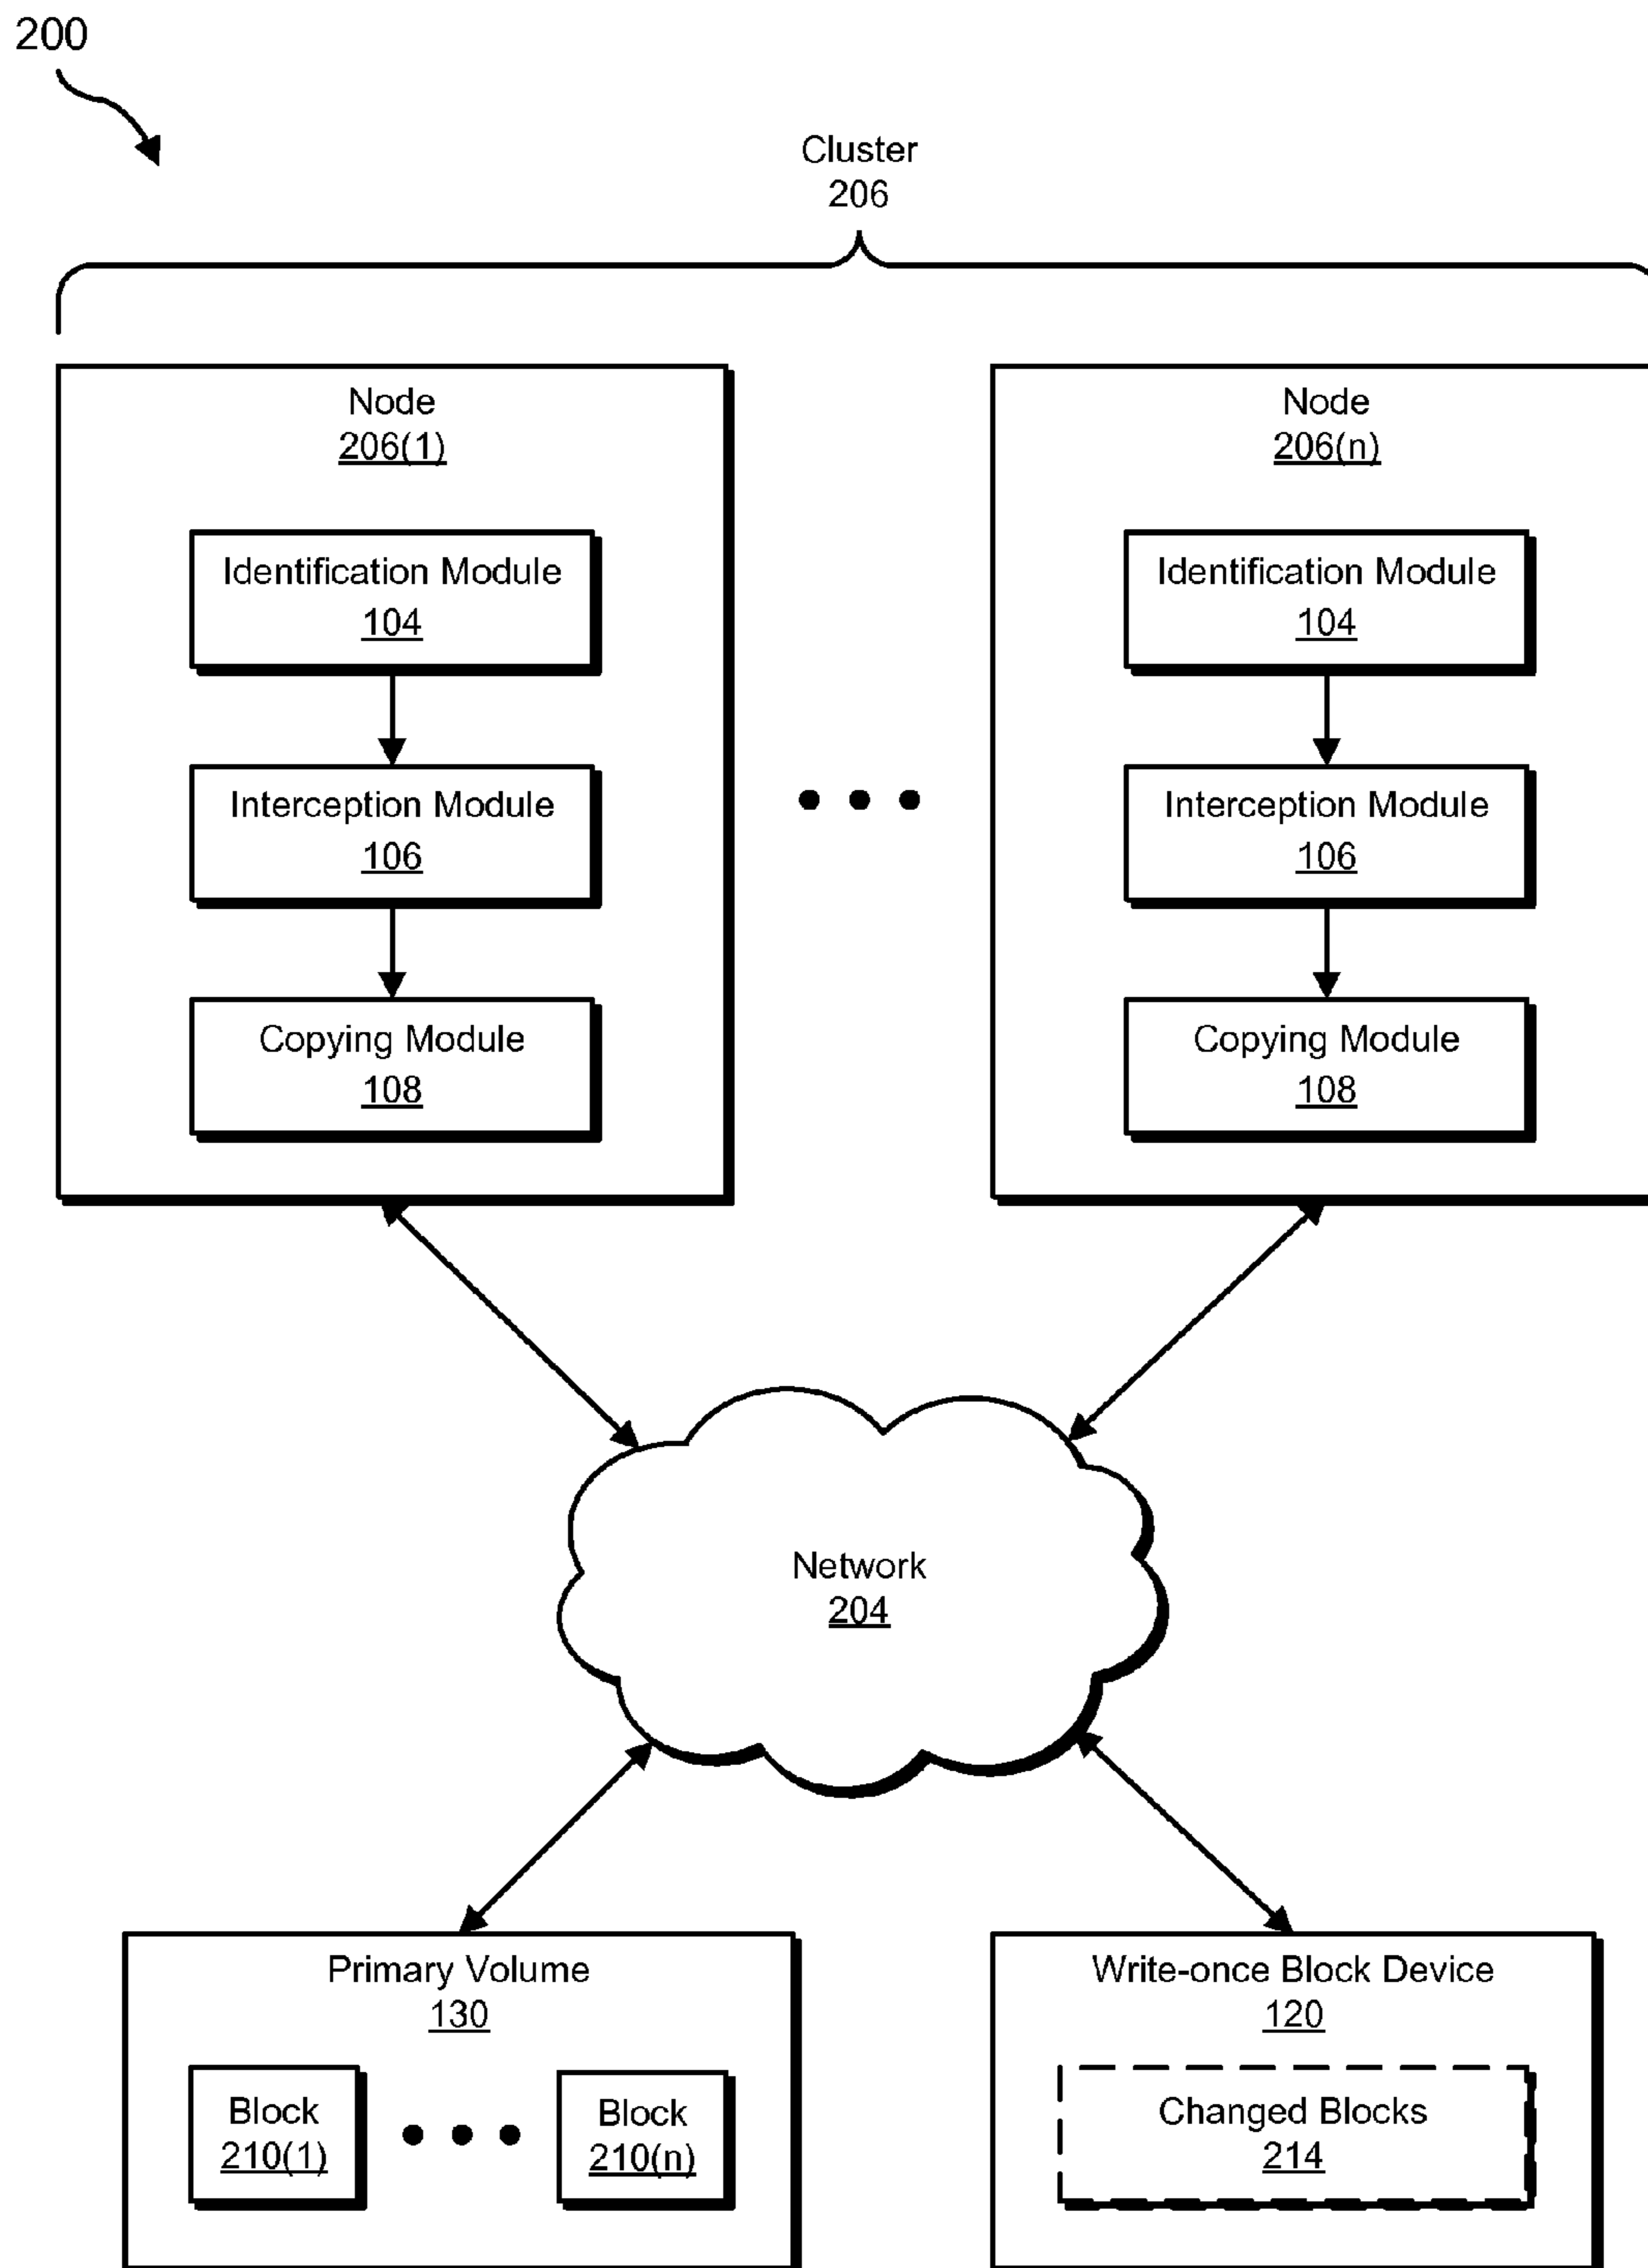 200
Cluster
206
Node
206(1)
Identification Module
104
Interception Module
106
Copying Module
108
Node
206(n)
Identification Module
104
Interception Module
106
Copying Module
108
Network
204
Primary Volume
130
Block
210(1)
Block
210(n)
Write-once Block Device
120
Changed Blocks
214